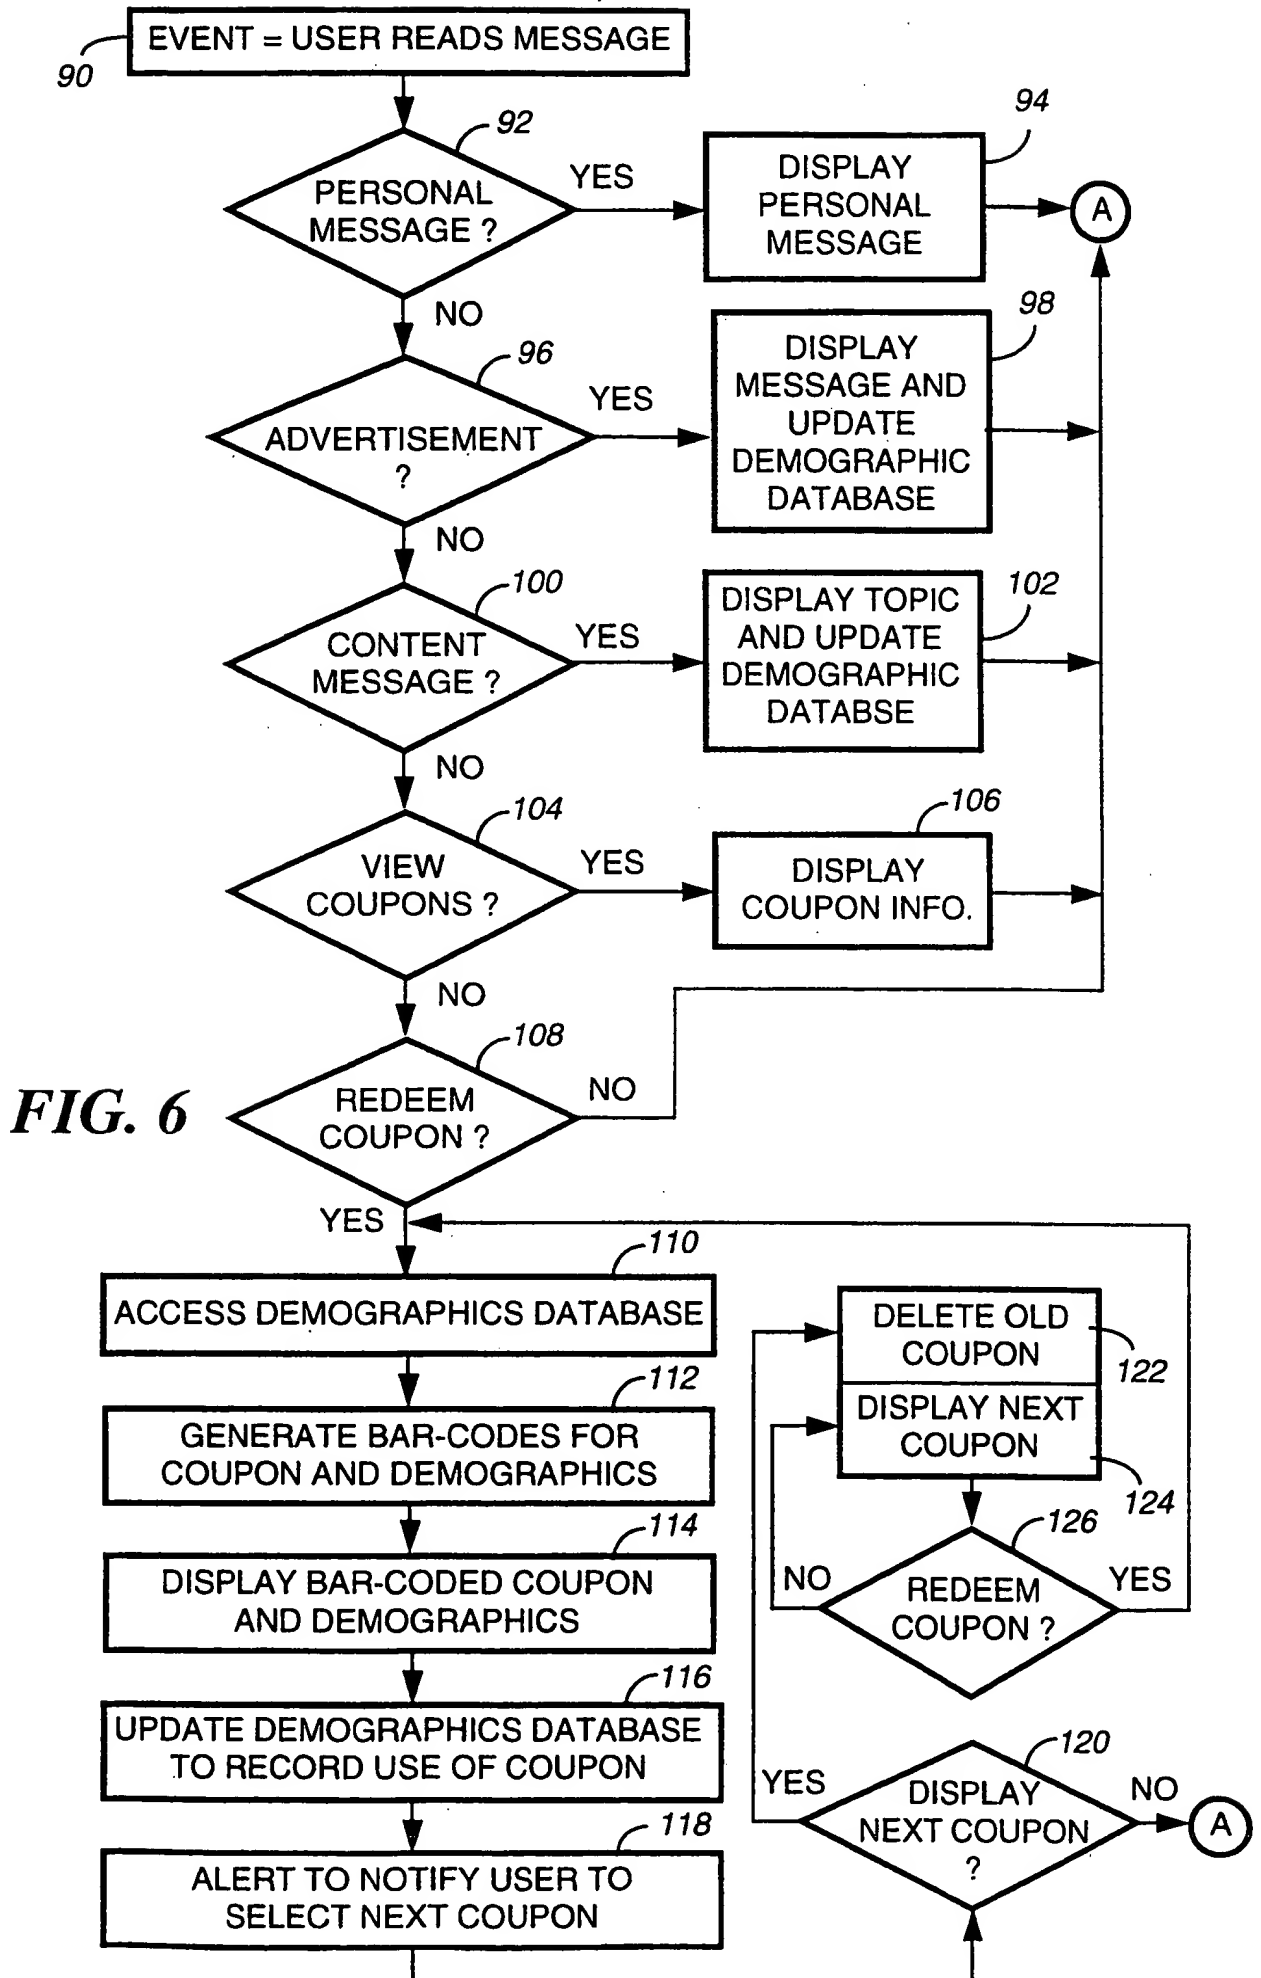 EVENT = USER READS MESSAGE
90
92
PERSONAL
MESSAGE ?
YES
NO
94
DISPLAY
PERSONAL
MESSAGE
A
96
ADVERTISEMENT
?
YES
NO
98
DISPLAY
MESSAGE AND
UPDATE
DEMOGRAPHIC
DATABASE
100
CONTENT
MESSAGE ?
YES
NO
102
DISPLAY TOPIC
AND UPDATE
DEMOGRAPHIC
DATABSE
104
VIEW
COUPONS ?
YES
NO
106
DISPLAY
COUPON INFO.
108
REDEEM
COUPON ?
NO
YES
FIG. 6
110
ACCESS DEMOGRAPHICS DATABASE
112
GENERATE BAR-CODES FOR
COUPON AND DEMOGRAPHICS
114
DISPLAY BAR-CODED COUPON
AND DEMOGRAPHICS
116
UPDATE DEMOGRAPHICS DATABASE
TO RECORD USE OF COUPON
118
ALERT TO NOTIFY USER TO
SELECT NEXT COUPON
DELETE OLD
COUPON
122
DISPLAY NEXT
COUPON
124
126
REDEEM
COUPON ?
NO
YES
120
DISPLAY
NEXT COUPON
?
YES
NO
A